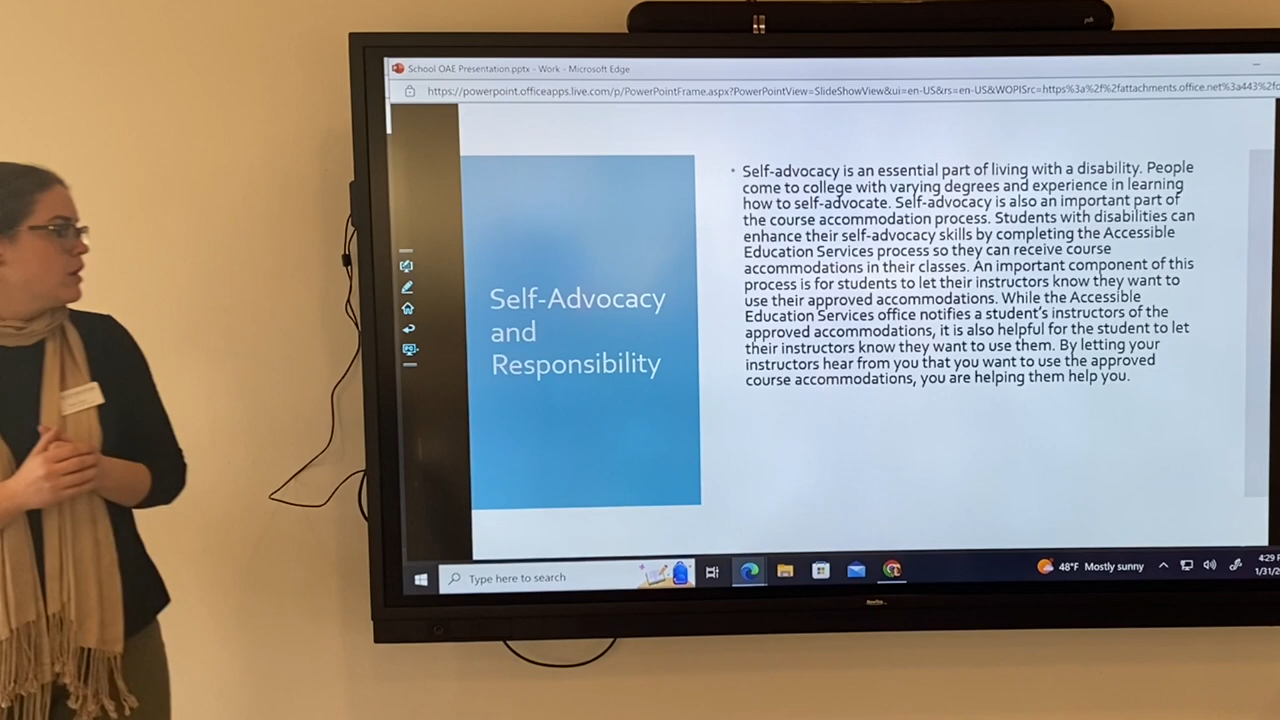 School OAE Presentation.pptx - Work - Microsoft Edge
https://powerpoint.officeapps.live.com/p/PowerPointFrame.aspx?PowerPointView=SlideShowView&ui=en-US&rs=en-US&WOPISrc=https%3a%2f%2fattachments.office.net%3a443%2fo
Self-Advocacy
and
Responsibility
• Self-advocacy is an essential part of living with a disability. People
come to college with varying degrees and experience in learning
how to self-advocate. Self-advocacy is also an important part of
the course accommodation process. Students with disabilities can
enhance their self-advocacy skills by completing the Accessible
Education Services process so they can receive course
accommodations in their classes. An important component of this
process is for students to let their instructors know they want to
use their approved accommodations. While the Accessible
Education Services office notifies a student's instructors of the
approved accommodations, it is also helpful for the student to let
their instructors know they want to use them. By letting your
instructors hear from you that you want to use the approved
course accommodations, you are helping them help you.
Type here to search
48°F Mostly sunny
4:29
1/31/2